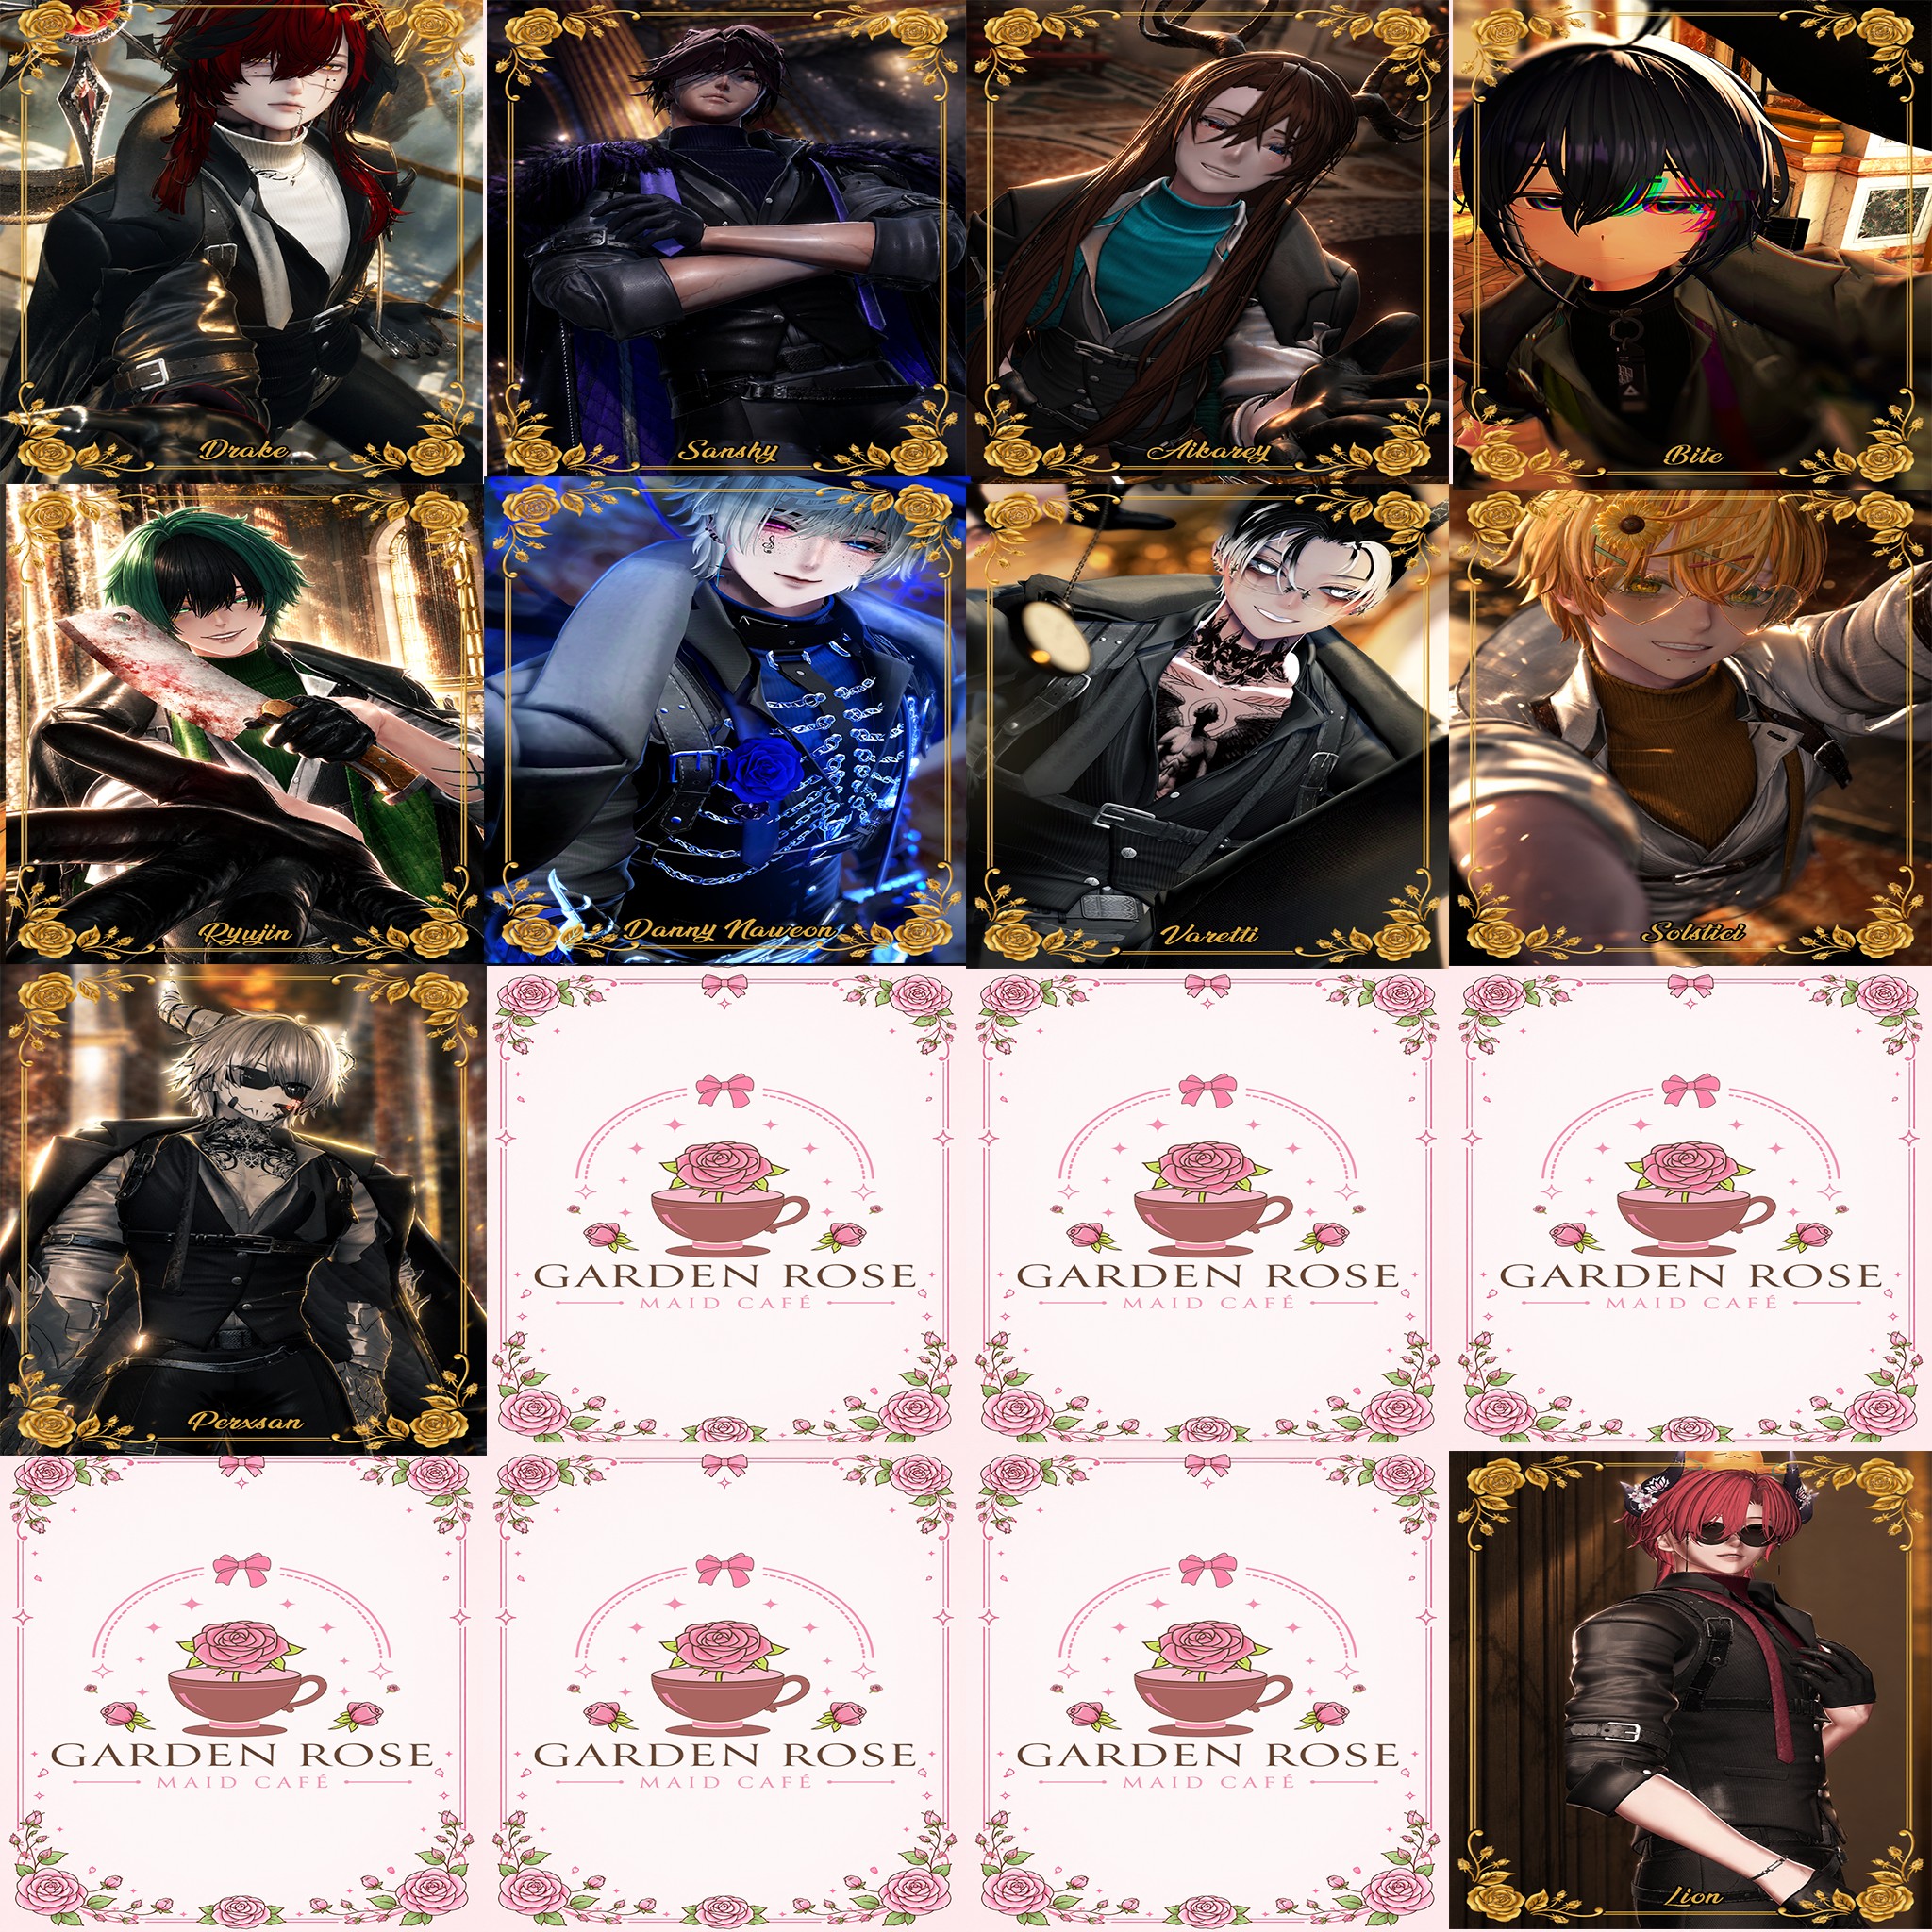 Drake
Sanshy
Aikarey
Bite
Ryujin
Danny Naweon
Varetti
Solstici
Perxsan
GARDEN ROSE
MAID CAFÉ
GARDEN ROSE
MAID CAFÉ
GARDEN ROSE
MAID CAFÉ
GARDEN ROSE
MAID CAFÉ
GARDEN ROSE
MAID CAFÉ
GARDEN ROSE
MAID CAFÉ
Lion